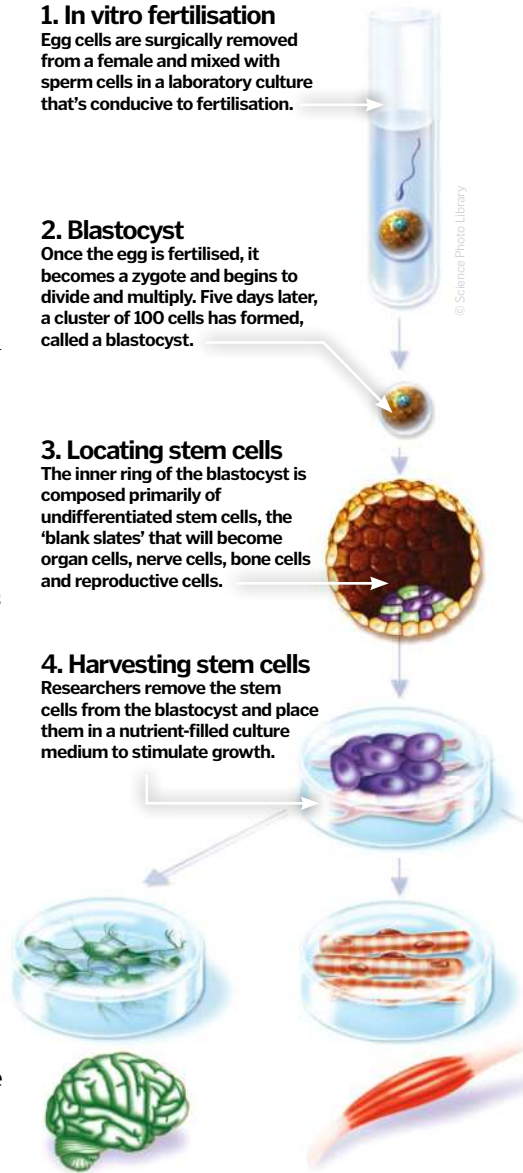 1. In vitro fertilisation
Egg cells are surgically removed
from a female and mixed with
sperm cells in a laboratory culture
that's conducive to fertilisation.
© Science Photo Library
2. Blastocyst
Once the egg is fertilised, it
becomes a zygote and begins to
divide and multiply. Five days later,
a cluster of 100 cells has formed,
called a blastocyst.
3. Locating stem cells
The inner ring of the blastocyst is
composed primarily of
undifferentiated stem cells, the
‘blank slates’ that will become
organ cells, nerve cells, bone cells
and reproductive cells.
4. Harvesting stem cells
Researchers remove the stem
cells from the blastocyst and place
them in a nutrient-filled culture
medium to stimulate growth.